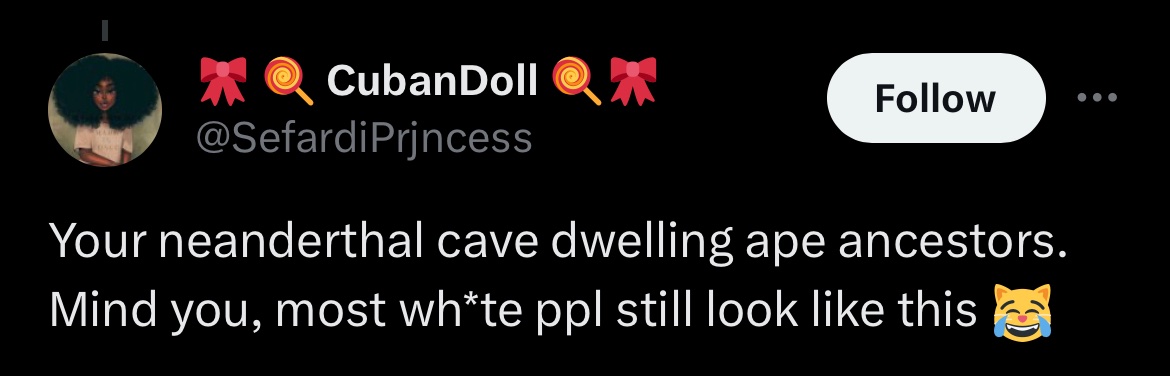 🎀 🍭 CubanDoll 🍭🎀
@SefardiPrjncess
Follow
Your neanderthal cave dwelling ape ancestors.
Mind you, most wh*te ppl still look like this 😹